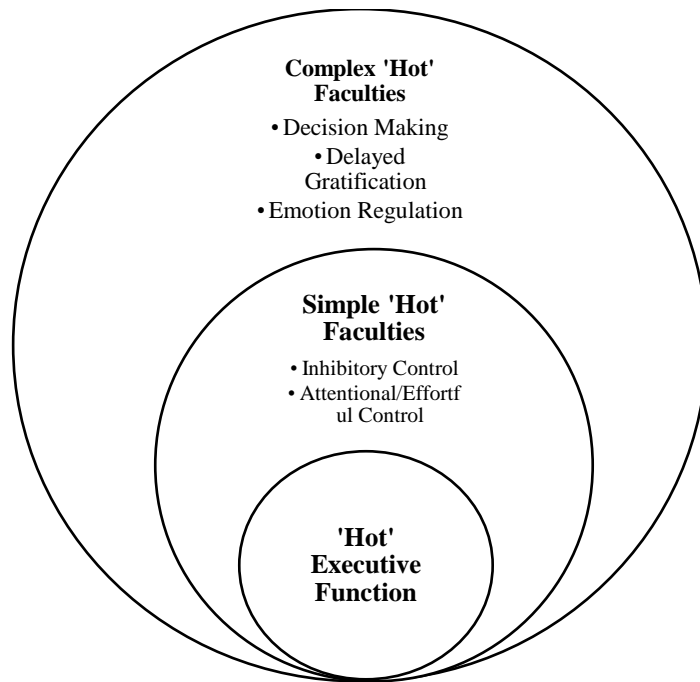 Complex 'Hot'
Faculties
• Decision Making
• Delayed
Gratification
• Emotion Regulation
Simple 'Hot'
Faculties
• Inhibitory Control
• Attentional/Effortf
ul Control
'Hot'
Executive
Function